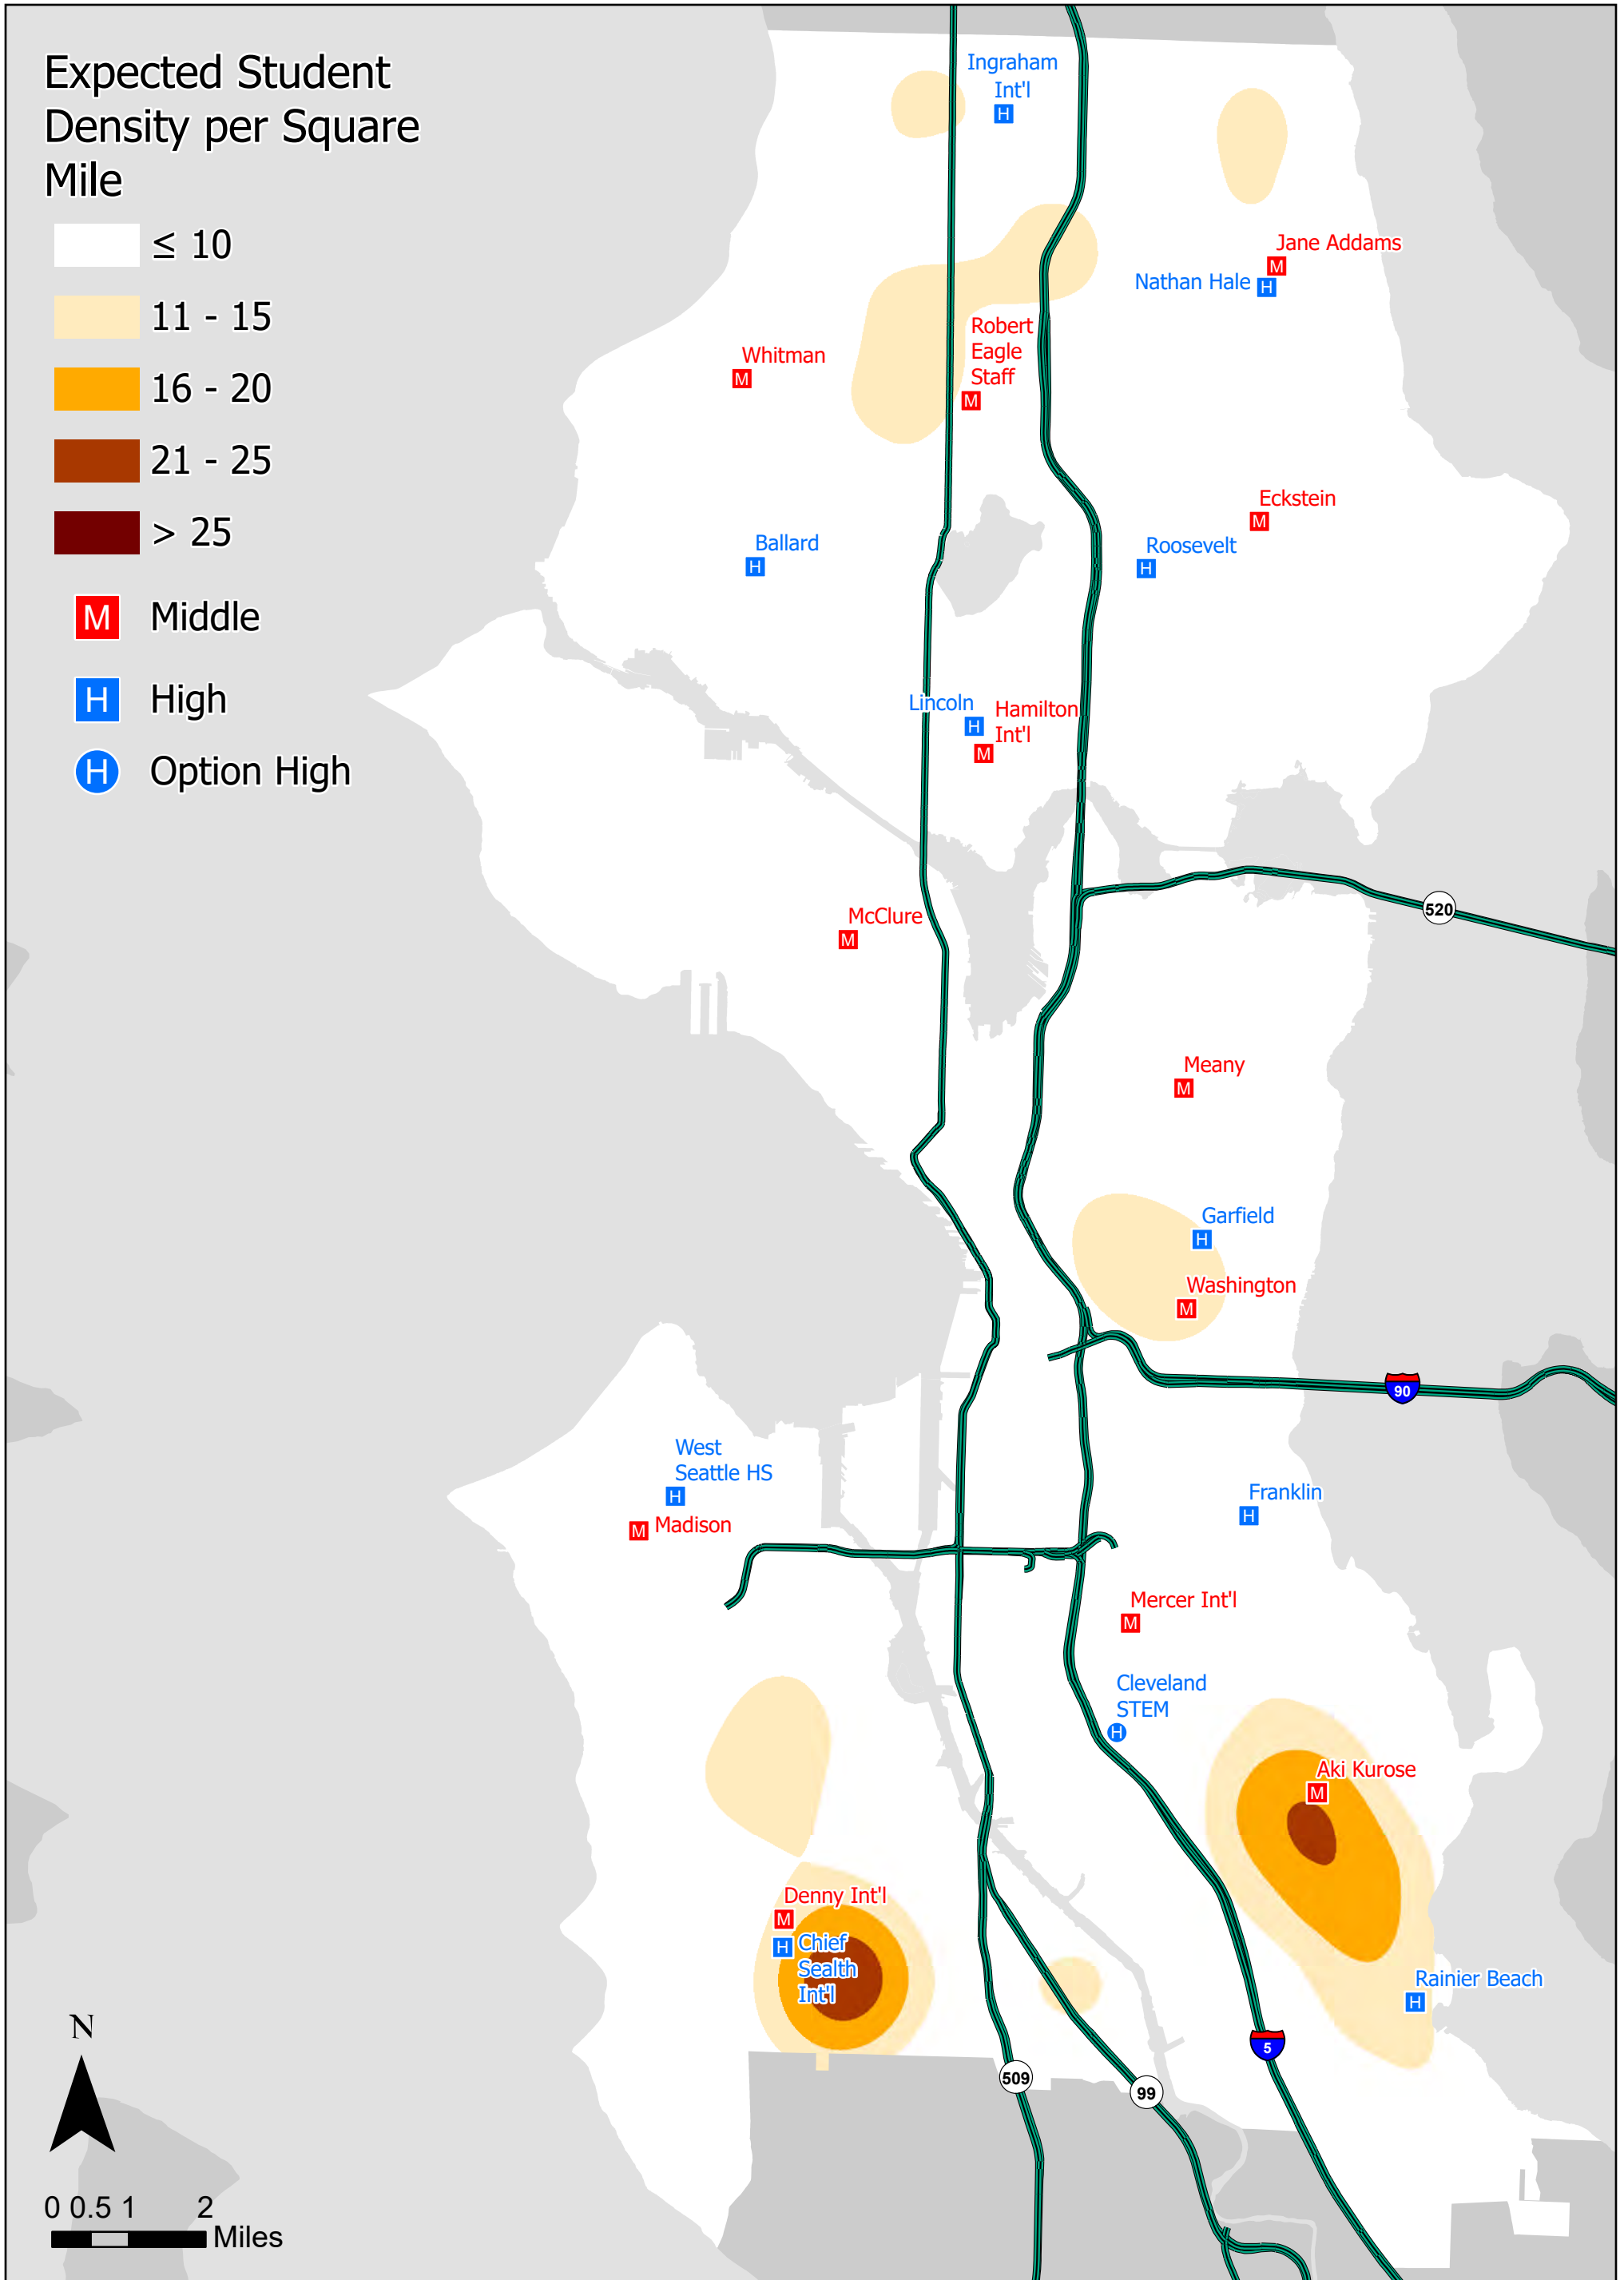 Expected Student
Density per Square
Mile
≤ 10
11 - 15
16 - 20
21 - 25
> 25
M Middle
H High
H Option High
Ingraham
Int'l
H
Jane Addams
M
Nathan Hale H
Robert
Eagle
Staff
M
Whitman
M
Eckstein
M
Ballard
H
Roosevelt
H
Lincoln
H
Hamilton
Int'l
M
520
McClure
M
Meany
M
Garfield
H
Washington
M
90
West
Seattle HS
H
M Madison
Franklin
H
Mercer Int'l
M
Cleveland
STEM
H
Aki Kurose
M
Denny Int'l
M
H Chief
Sealth
Int'l
Rainier Beach
H
5
509
99
N
0 0.5 1 2
Miles